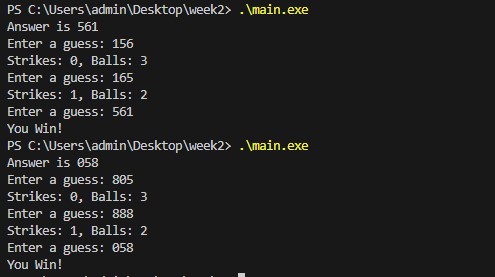 PS C:\Users\admin\Desktop\week2> .\main.exe
Answer is 561
Enter a guess: 156
Strikes: 0, Balls: 3
Enter a guess: 165
Strikes: 1, Balls: 2
Enter a guess: 561
You Win!
PS C:\Users\admin\Desktop\week2> .\main.exe
Answer is 058
Enter a guess: 805
Strikes: 0, Balls: 3
Enter a guess: 888
Strikes: 1, Balls: 2
Enter a guess: 058
You Win!